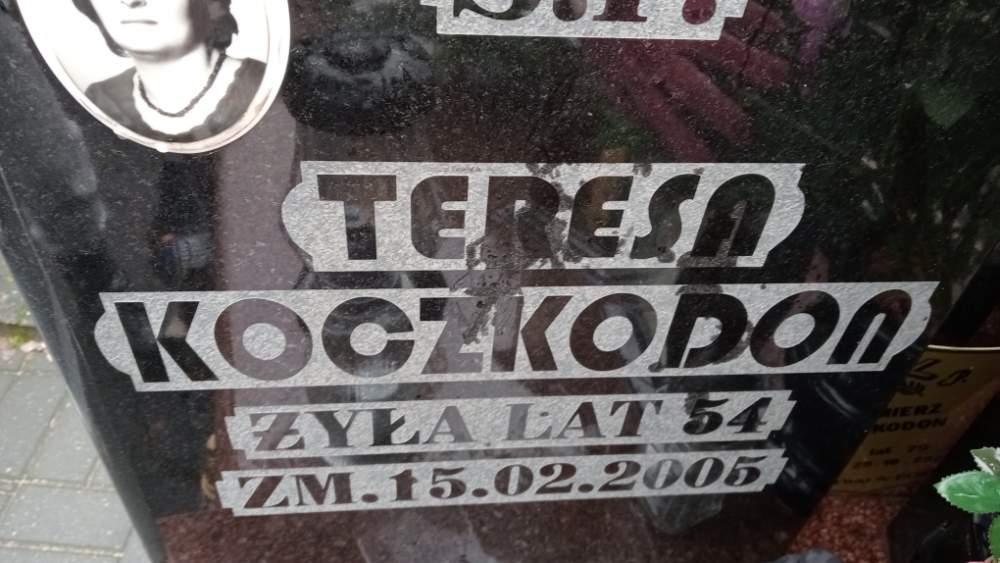 Ś.P.
TERESA
KOCZKODON
ŻYŁA LAT 54
ZM. 15.02.2005